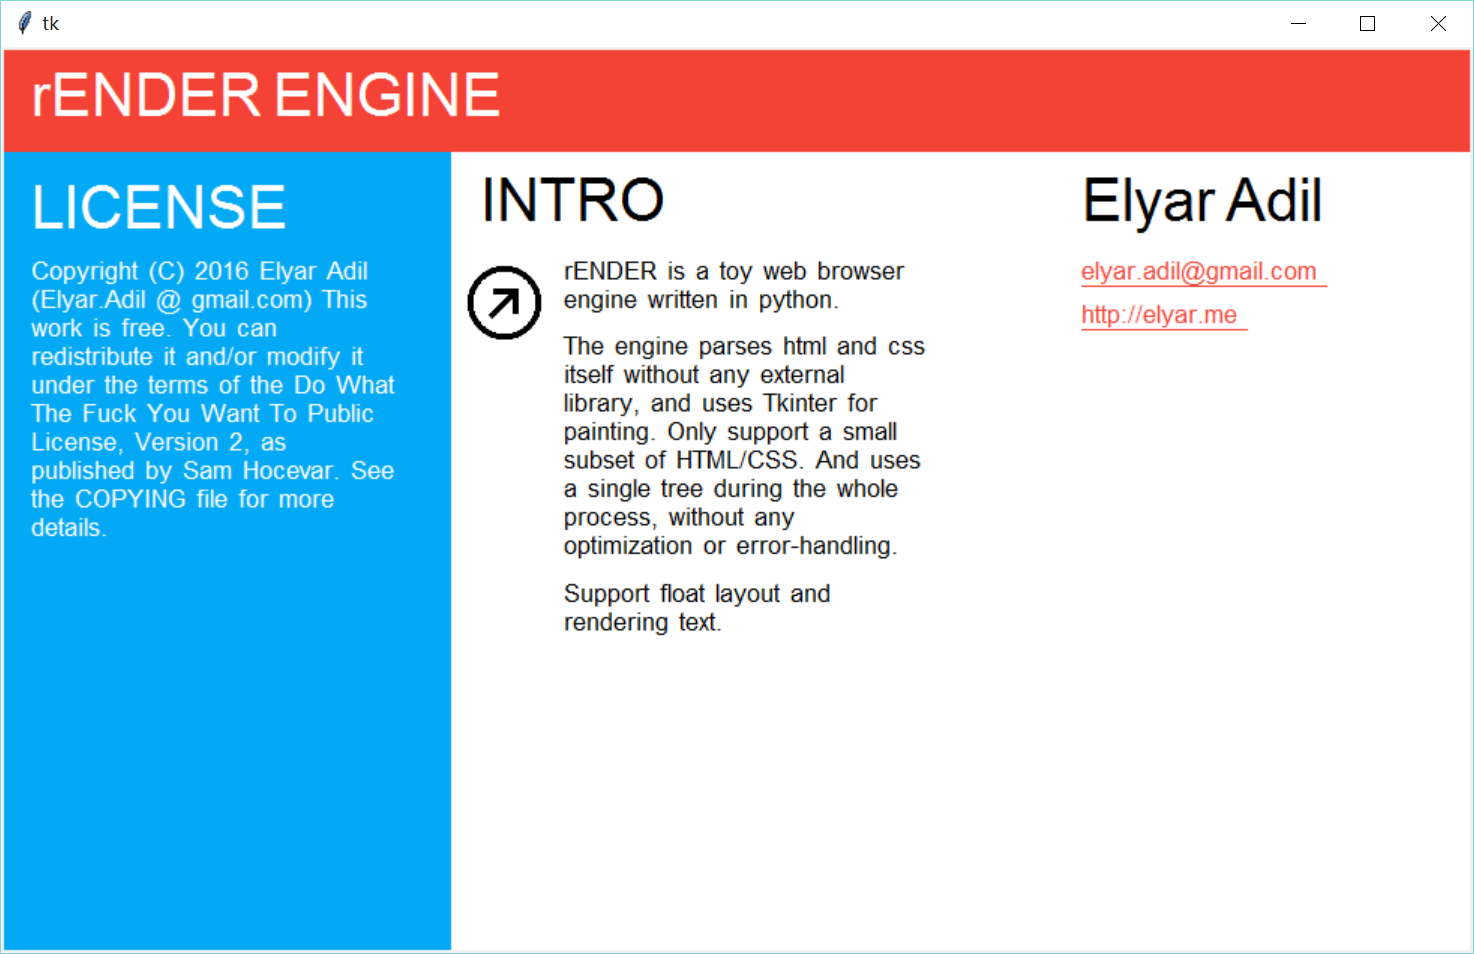 tk
rENDER ENGINE
LICENSE
Copyright (C) 2016 Elyar Adil
(Elyar.Adil @ gmail.com) This
work is free. You can
redistribute it and/or modify it
under the terms of the Do What
The Fuck You Want To Public
License, Version 2, as
published by Sam Hocevar. See
the COPYING file for more
details.
INTRO
rENDER is a toy web browser
engine written in python.
The engine parses html and css
itself without any external
library, and uses Tkinter for
painting. Only support a small
subset of HTML/CSS. And uses
a single tree during the whole
process, without any
optimization or error-handling.
Support float layout and
rendering text.
Elyar Adil
elyar.adil@gmail.com
http://elyar.me